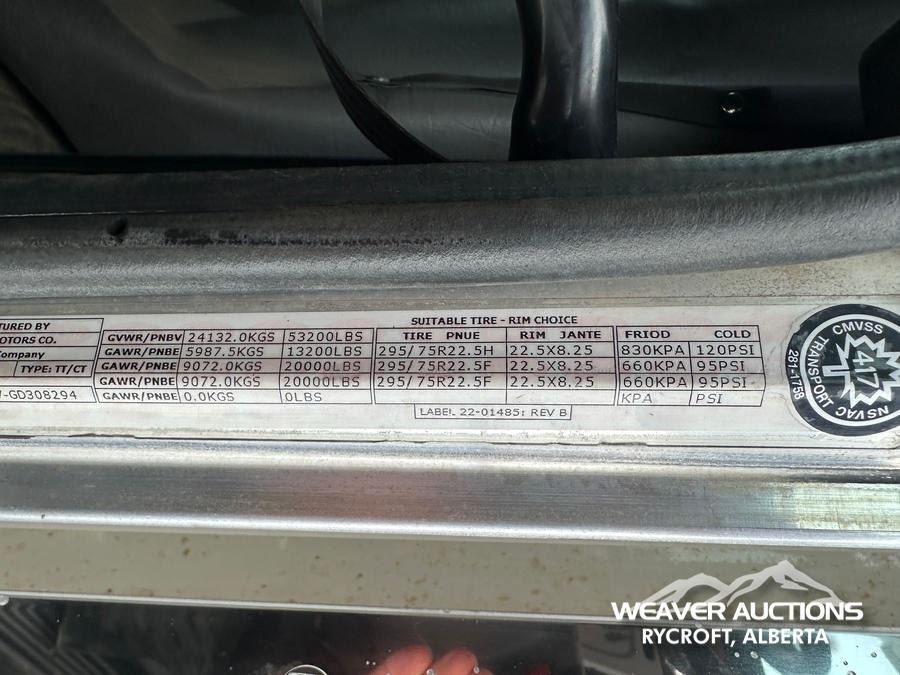 SUITABLE TIRE - RIM CHOICE
TURED BY
OTORS CO.
Company
TYPE: TT/CT
-GD308294
GVWR/PNBV 24132.0KGS 53200LBS TIRE PNUE RIM JANTE FRIOD COLD
GAWR/PNBE 5987.5KGS 13200LBS 295/75R22.5H 22.5X8.25 830KPA 120PSI
GAWR/PNBE 9072.0KGS 20000LBS 295/75R22.5F 22.5X8.25 660KPA 95PSI
GAWR/PNBE 9072.0KGS 20000LBS 295/75R22.5F 22.5X8.25 660KPA 95PSI
GAWR/PNBE 0.0KGS 0LBS KPA PSI
LABEL 22-01485: REV B
CMVSS
TRANSPORT
NSVAC
417
281-1758
WEAVER AUCTIONS
RYCROFT, ALBERTA